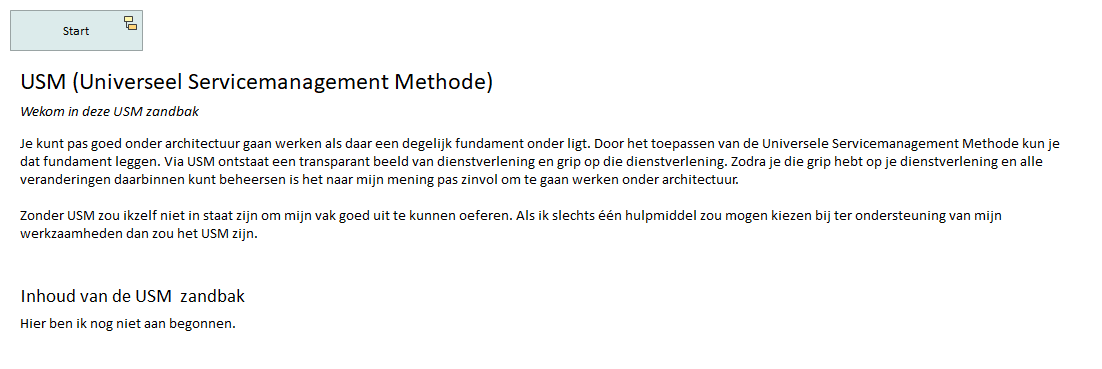 Start
USM (Universeel Servicemanagement Methode)
Wekom in deze USM zandbak
Je kunt pas goed onder architectuur gaan werken als daar een degelijk fundament onder ligt. Door het toepassen van de Universele Servicemanagement Methode kun je
dat fundament leggen. Via USM ontstaat een transparant beeld van dienstverlening en grip op die dienstverlening. Zodra je die grip hebt op je dienstverlening en alle
veranderingen daarbinnen kunt beheersen is het naar mijn mening pas zinvol om te gaan werken onder architectuur.
Zonder USM zou ikzelf niet in staat zijn om mijn vak goed uit te kunnen oeferen. Als ik slechts één hulpmiddel zou mogen kiezen bij ter ondersteuning van mijn
werkzaamheden dan zou het USM zijn.
Inhoud van de USM  zandbak
Hier ben ik nog niet aan begonnen.